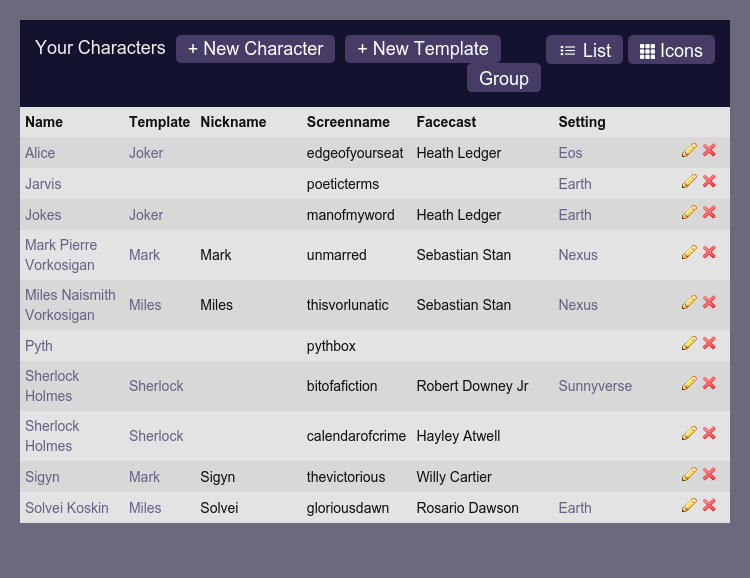 Your Characters + New Character + New Template List Icons
Group
Name Template Nickname Screenname Facecast Setting
Alice Joker edgeofyourseat Heath Ledger Eos
Jarvis poeticterms Earth
Jokes Joker manofmyword Heath Ledger Earth
Mark Pierre
Vorkosigan Mark Mark unmarred Sebastian Stan Nexus
Miles Naismith
Vorkosigan Miles Miles thisvorlunatic Sebastian Stan Nexus
Pyth pythbox
Sherlock
Holmes Sherlock bitofafiction Robert Downey Jr Sunnyverse
Sherlock
Holmes Sherlock calendarofcrime Hayley Atwell
Sigyn Mark Sigyn thevictorious Willy Cartier
Solvei Koskin Miles Solvei gloriousdawn Rosario Dawson Earth